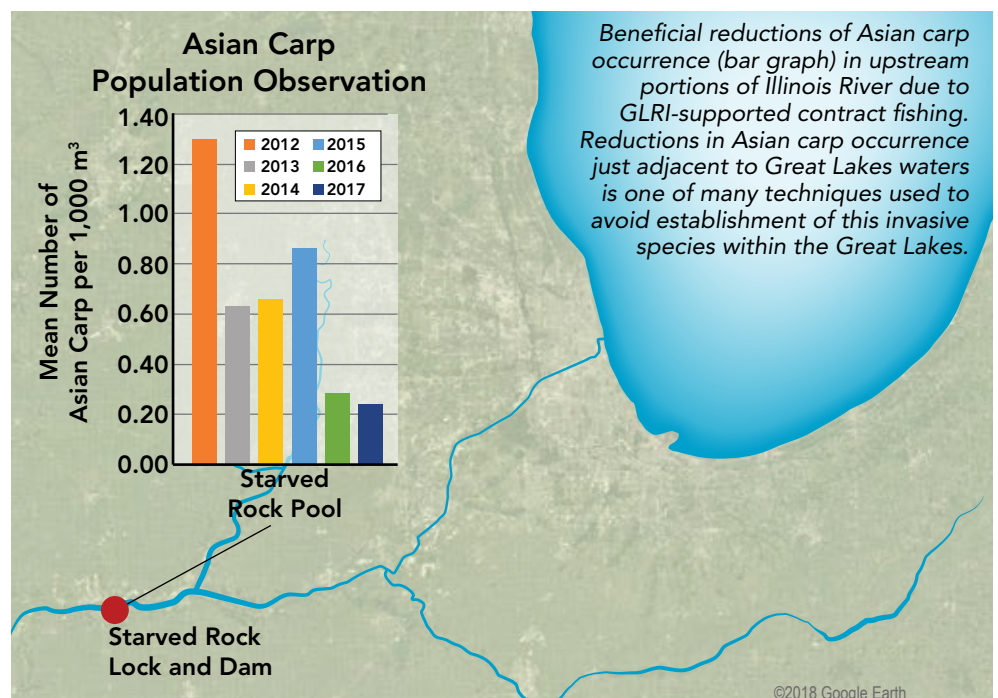 Asian Carp
Population Observation
Mean Number of
Asian Carp per 1,000 m³
1.40
1.20
1.00
0.80
0.60
0.40
0.20
0.00
2012
2013
2014
2015
2016
2017
Starved
Rock Pool
Starved Rock
Lock and Dam
Beneficial reductions of Asian carp
occurrence (bar graph) in upstream
portions of Illinois River due to
GLRI-supported contract fishing.
Reductions in Asian carp occurrence
just adjacent to Great Lakes waters
is one of many techniques used to
avoid establishment of this invasive
species within the Great Lakes.
©2018 Google Earth